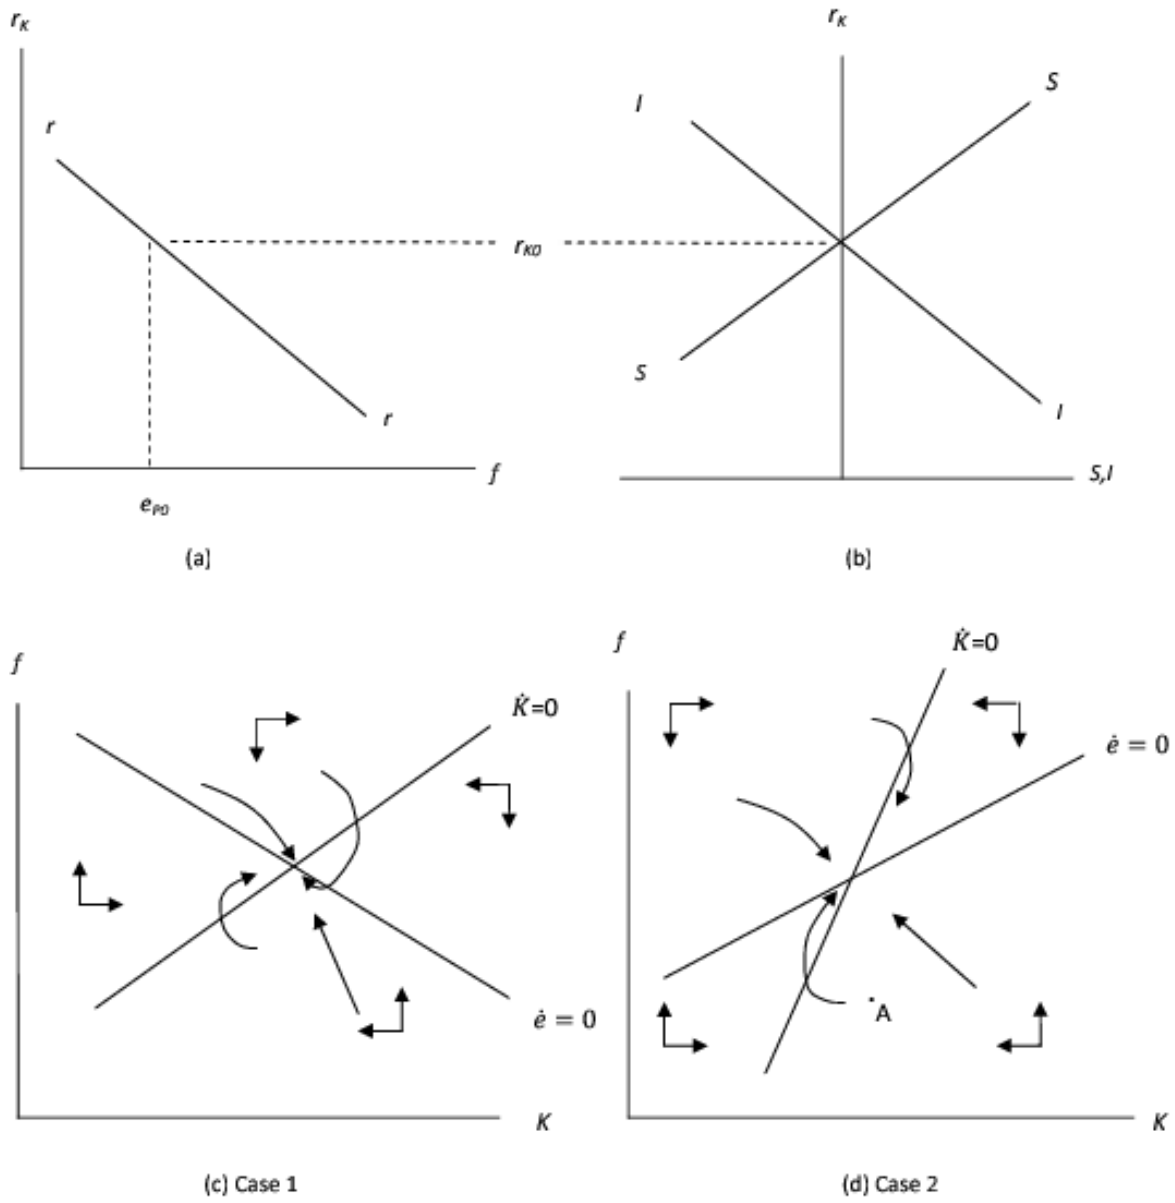 r_K
r
r
r_K0
e_P0
f
(a)
r_K
I
S
S
I
S,I
(b)
f
K̇=0
ė = 0
K
(c) Case 1
f
K̇=0
ė = 0
A
K
(d) Case 2